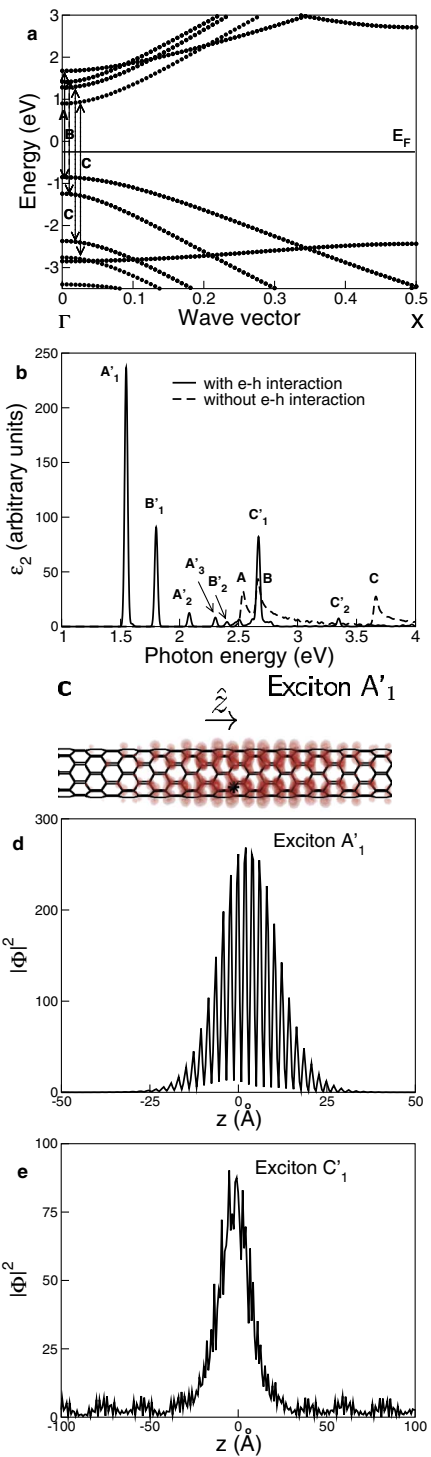 a
3
2
1
0
-1
-2
-3
Energy (eV)
A
B
C
C
E_F
0
0.1
0.2
0.3
0.4
0.5
Γ
Wave vector
X
b
250
200
150
100
50
0
ε₂ (arbitrary units)
with e-h interaction
without e-h interaction
A'₁
B'₁
A'₂
A'₃
B'₂
A
B
C'₁
C
C'₂
1
1.5
2
2.5
3
3.5
4
Photon energy (eV)
c
ẑ
Exciton A'₁
d
Exciton A'₁
300
200
100
0
|Φ|²
-50
-25
0
25
50
z (Å)
e
Exciton C'₁
100
75
50
25
0
|Φ|²
-100
-50
0
50
100
z (Å)